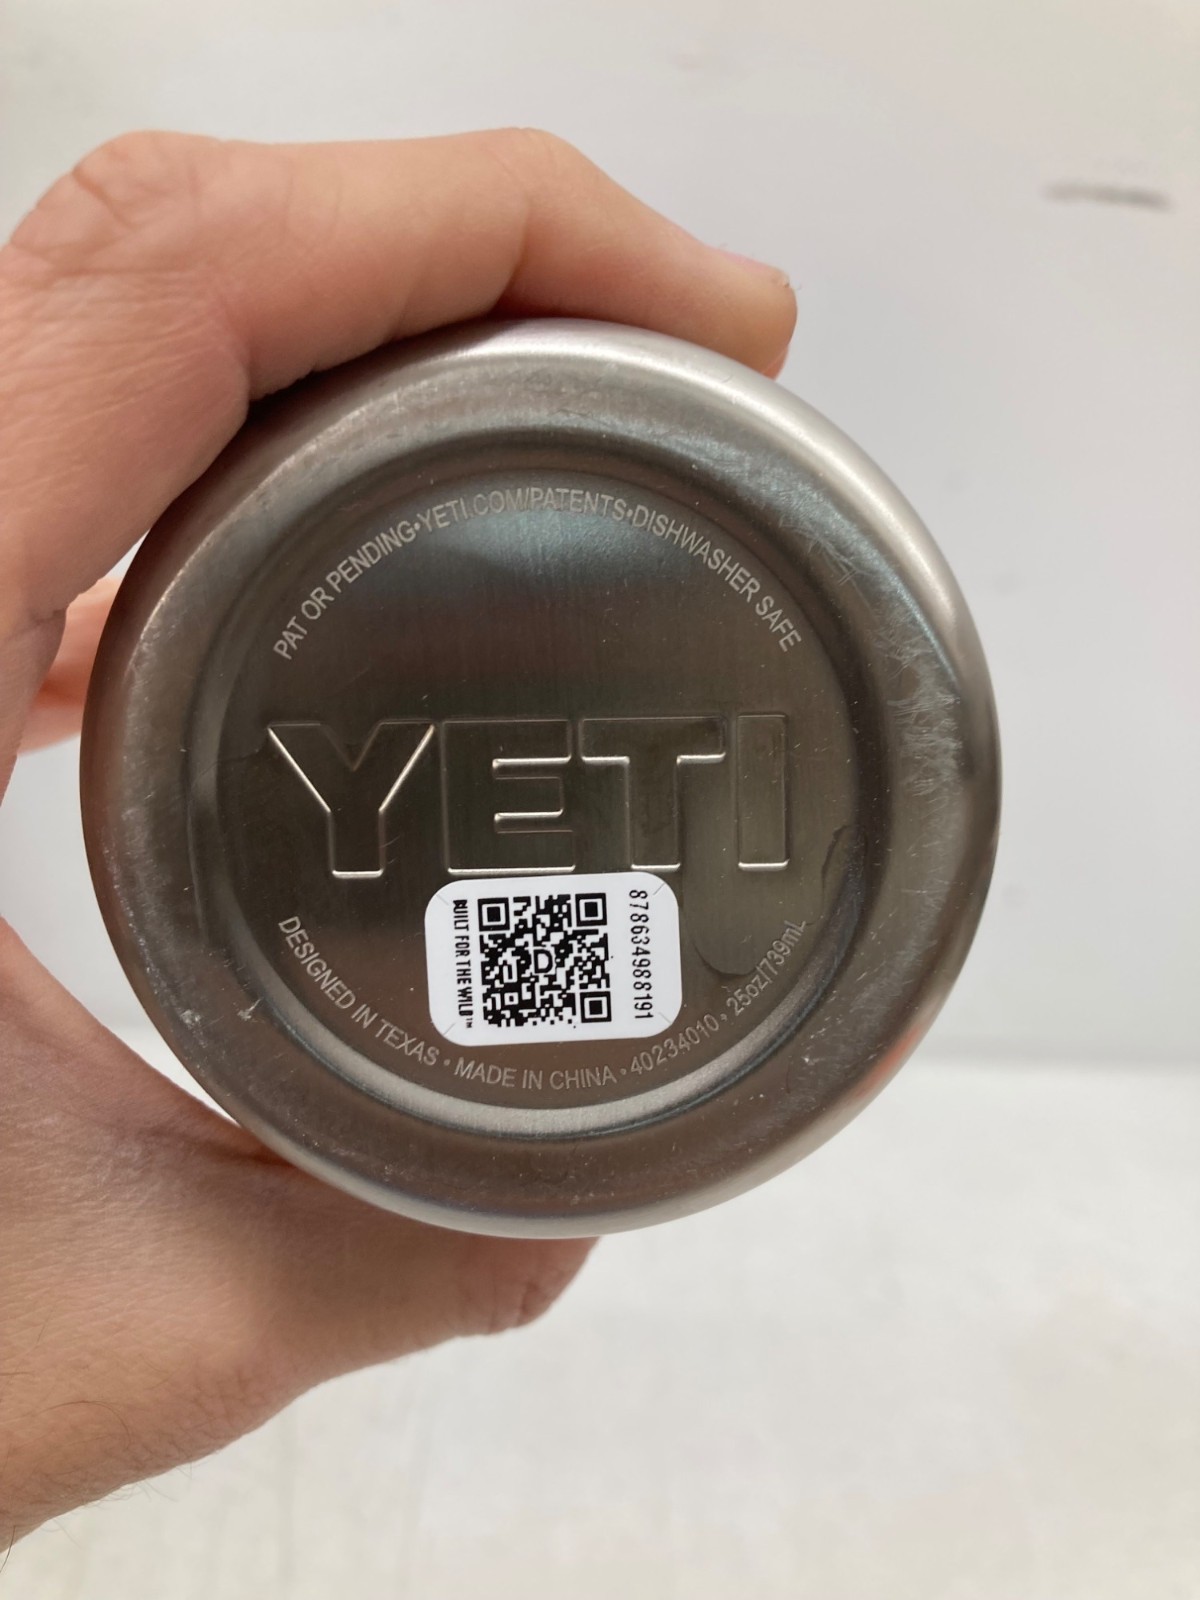 PAT OR PENDING•YETI.COM/PATENTS•DISHWASHER SAFE
YETI
BUILT FOR THE WILD™
D
878634988191
DESIGNED IN TEXAS • MADE IN CHINA • 40234010 • 25oz/739mL